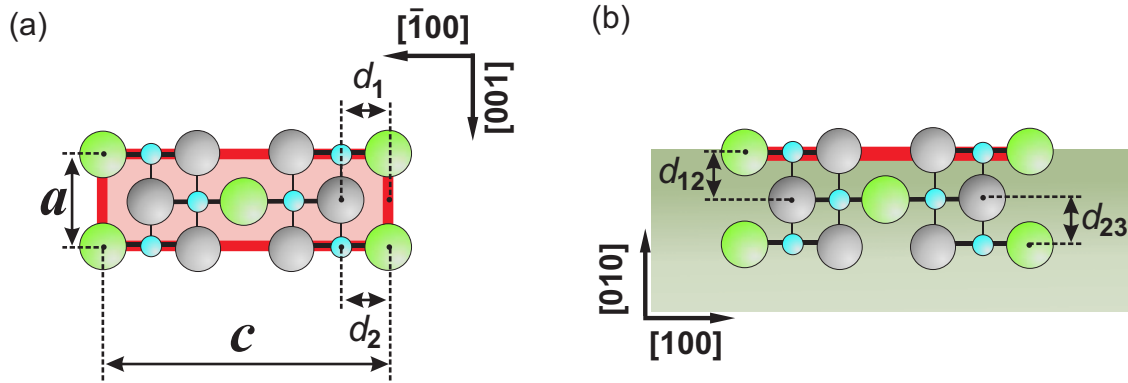 (a)
[1̄00]
[001]
d₁
a
d₂
c
(b)
d₁₂
d₂₃
[010]
[100]